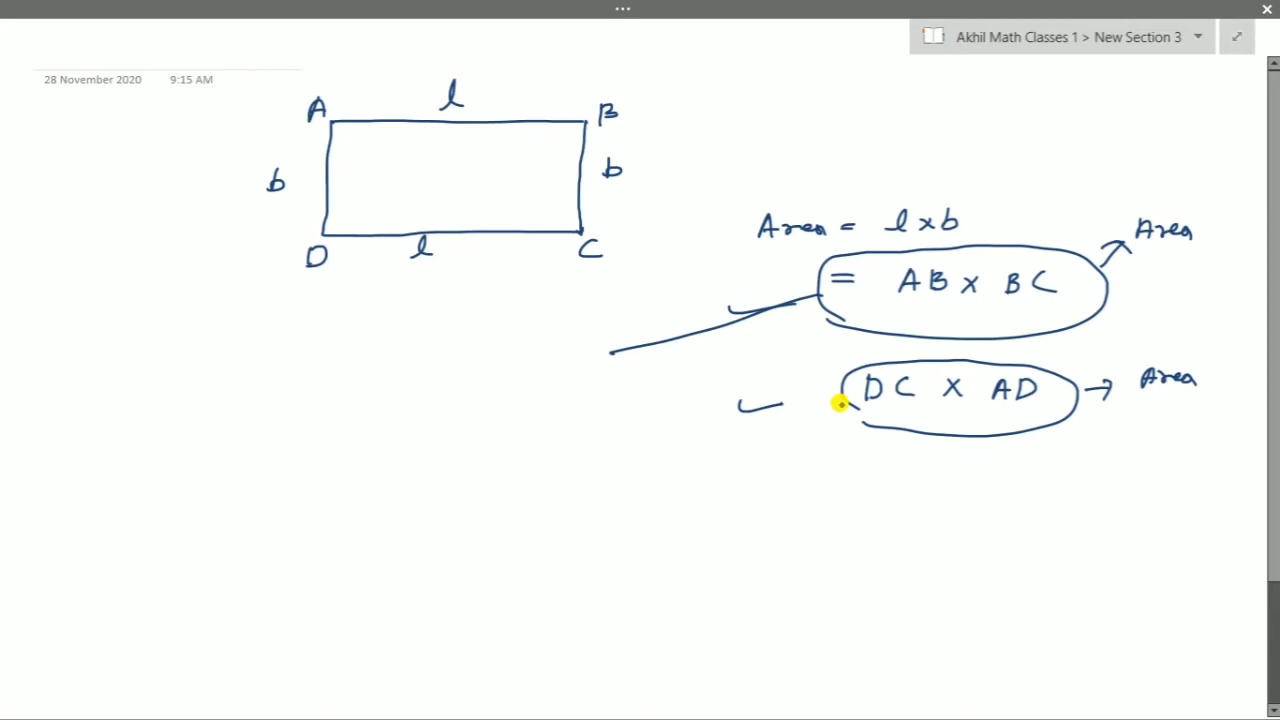 Akhil Math Classes 1 > New Section 3
28 November 2020 9:15 AM
A l B
b b
D l C
Area = l x b
= AB x BC Area
DC x AD Area